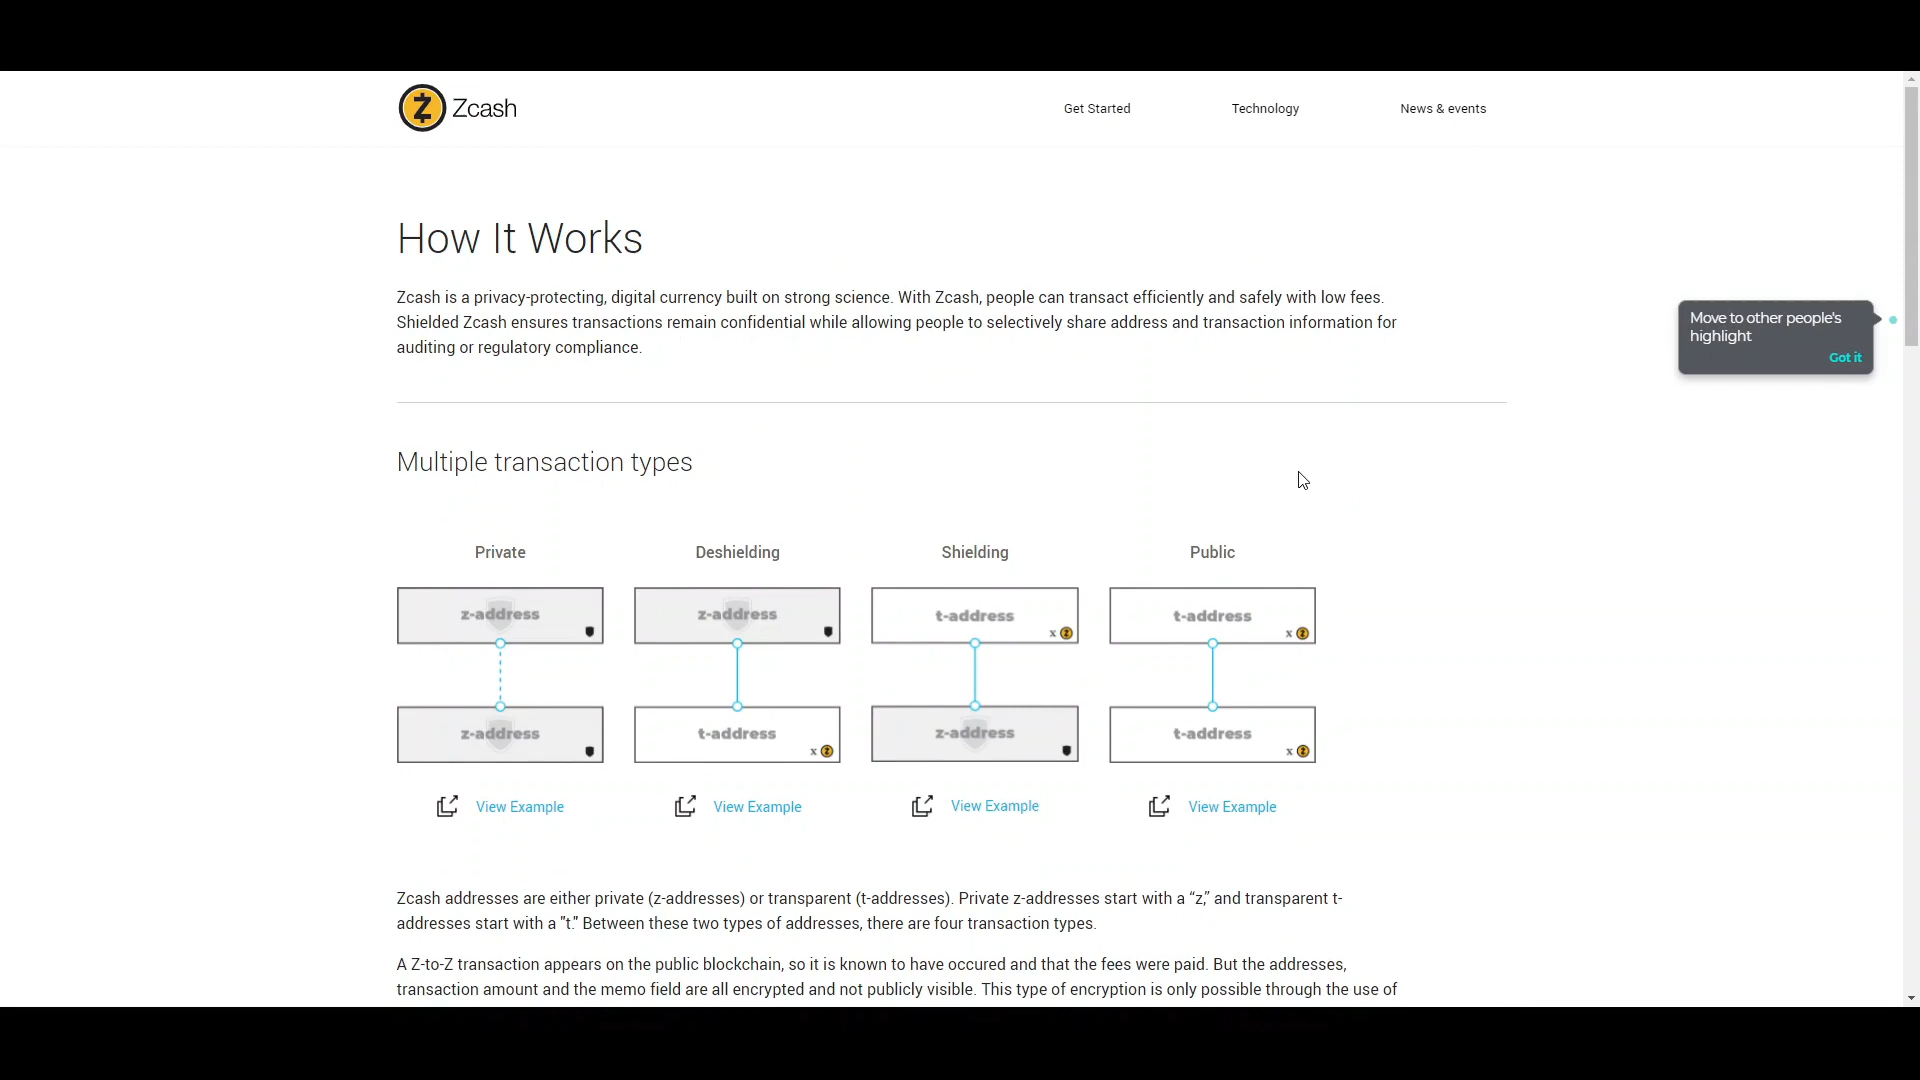 Zcash
Get Started
Technology
News & events
How It Works
Zcash is a privacy-protecting, digital currency built on strong science. With Zcash, people can transact efficiently and safely with low fees.
Shielded Zcash ensures transactions remain confidential while allowing people to selectively share address and transaction information for
auditing or regulatory compliance.
Move to other people's
highlight
Got it
Multiple transaction types
Private
Deshielding
Shielding
Public
z-address
z-address
t-address
x
t-address
x
z-address
t-address
x
z-address
t-address
x
View Example
View Example
View Example
View Example
Zcash addresses are either private (z-addresses) or transparent (t-addresses). Private z-addresses start with a “z,” and transparent t-
addresses start with a "t." Between these two types of addresses, there are four transaction types.
A Z-to-Z transaction appears on the public blockchain, so it is known to have occured and that the fees were paid. But the addresses,
transaction amount and the memo field are all encrypted and not publicly visible. This type of encryption is only possible through the use of